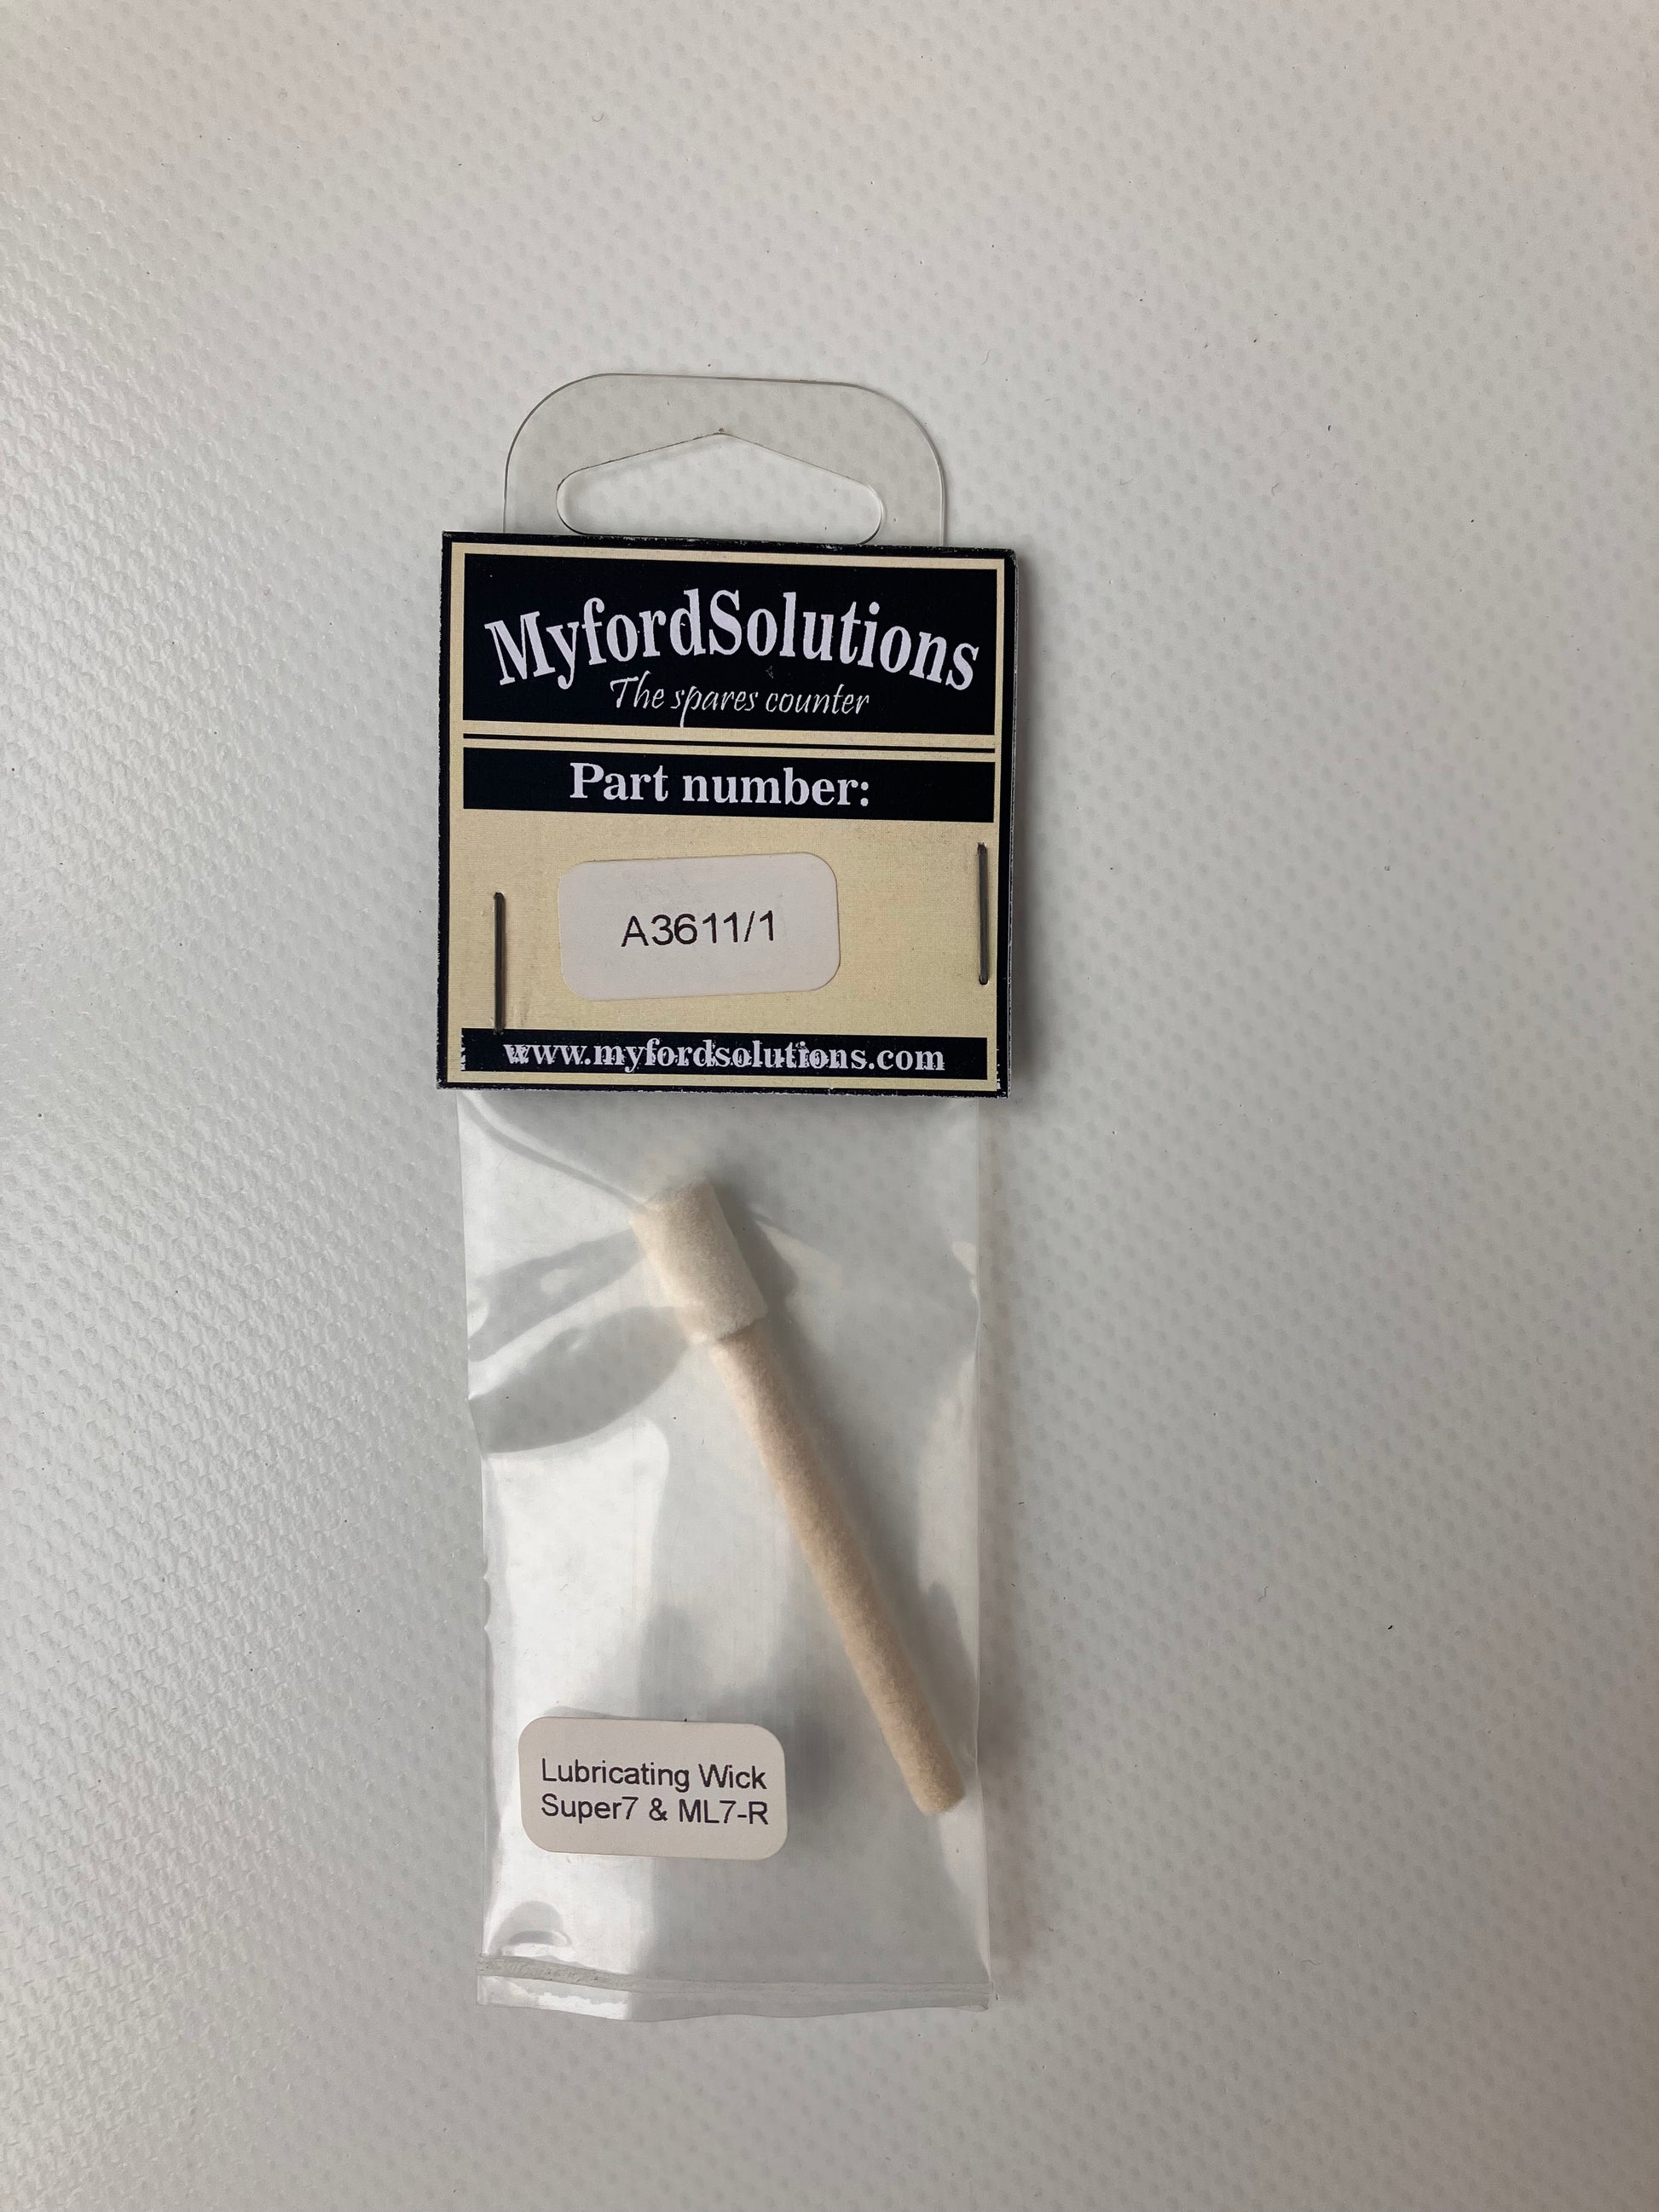 MyfordSolutions
The spares counter
Part number:
A3611/1
www.myfordsolutions.com
Lubricating Wick
Super7 & ML7-R